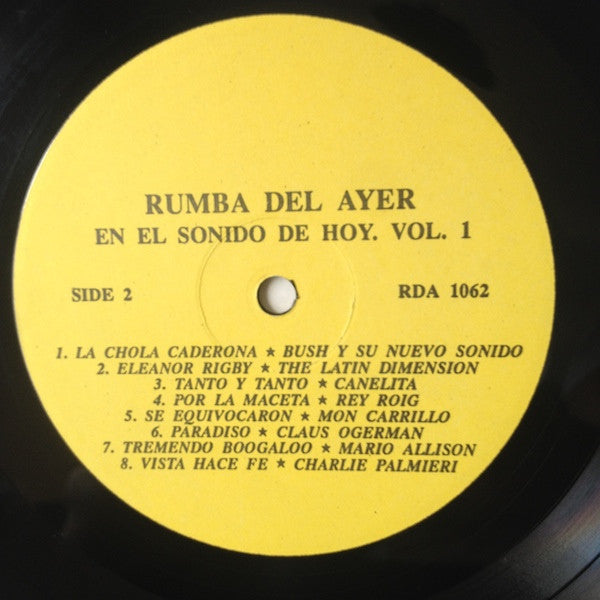 RUMBA DEL AYER
EN EL SONIDO DE HOY. VOL. 1
SIDE 2 RDA 1062
1. LA CHOLA CADERONA ★ BUSH Y SU NUEVO SONIDO
2. ELEANOR RIGBY ★ THE LATIN DIMENSION
3. TANTO Y TANTO ★ CANELITA
4. POR LA MACETA ★ REY ROIG
5. SE EQUIVOCARON ★ MON CARRILLO
6. PARADISO ★ CLAUS OGERMAN
7. TREMENDO BOOGALOO ★ MARIO ALLISON
8. VISTA HACE FE ★ CHARLIE PALMIERI